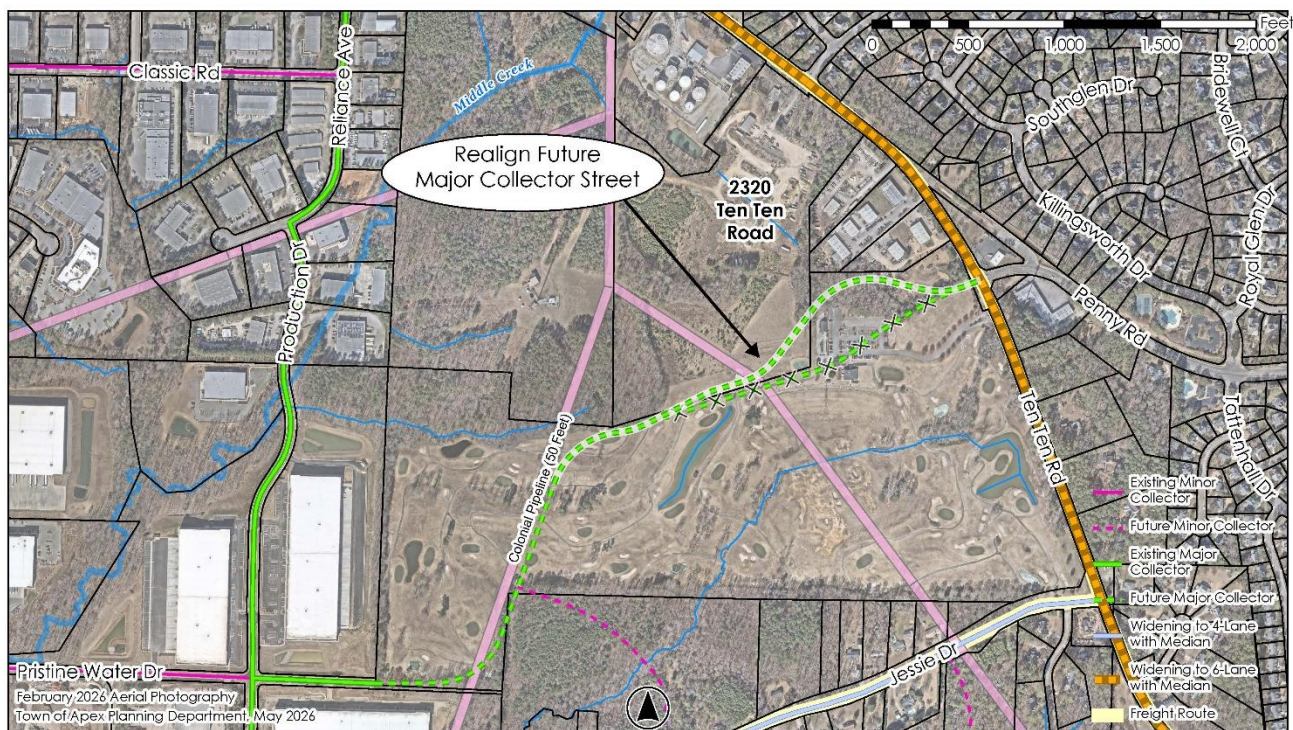 Feet
0 500 1,000 1,500 2,000
Classic Rd
Reliance Ave
Middle Creek
Southglen Dr
Bridewell Ct
Realign Future
Major Collector Street
2320
Ten Ten
Road
Killingsworth Dr
Royal Glen Dr
Production Dr
Penny Rd
Colonial Pipeline (50 Feet)
Ten Ten Rd
Tattenhall Dr
Jessie Dr
Pristine Water Dr
February 2026 Aerial Photography
Town of Apex Planning Department, May 2026
Existing Minor
Collector
Future Minor Collector
Existing Major
Collector
Future Major Collector
Widening to 4-Lane
with Median
Widening to 6-Lane
with Median
Freight Route